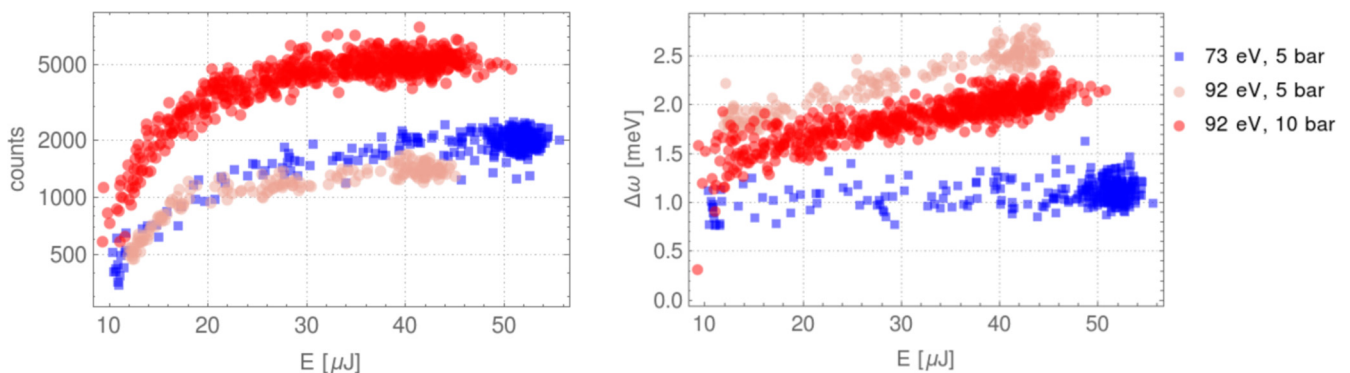 5000
2000
1000
500
counts
10 20 30 40 50
E [μJ]
2.5
2.0
1.5
1.0
0.5
0.0
Δω [meV]
10 20 30 40 50
E [μJ]
73 eV, 5 bar
92 eV, 5 bar
92 eV, 10 bar